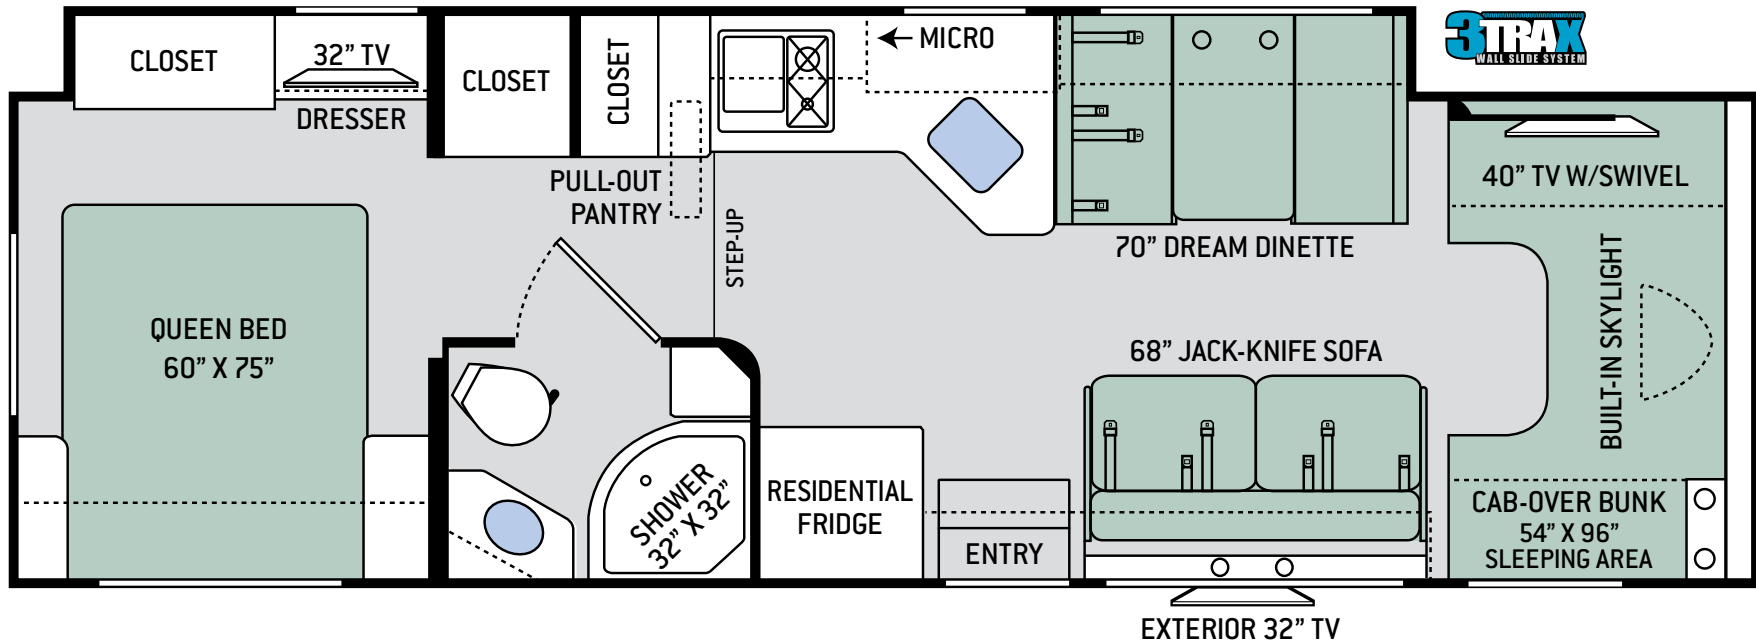 CLOSET
32” TV
DRESSER
CLOSET
CLOSET
MICRO
3TRAX
WALL SLIDE SYSTEM
PULL-OUT
PANTRY
STEP-UP
70” DREAM DINETTE
40” TV W/SWIVEL
BUILT-IN SKYLIGHT
QUEEN BED
60” X 75”
68” JACK-KNIFE SOFA
SHOWER
32” X 32”
RESIDENTIAL
FRIDGE
ENTRY
CAB-OVER BUNK
54” X 96”
SLEEPING AREA
EXTERIOR 32” TV